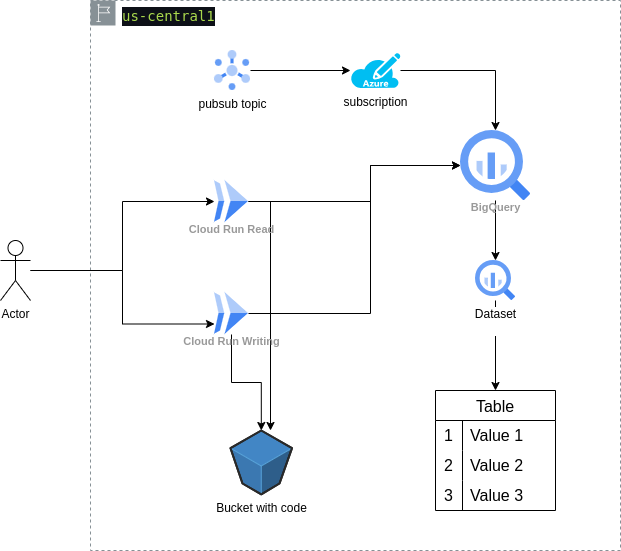 us-central1
pubsub topic
Azure
subscription
BigQuery
Cloud Run Read
Actor
Dataset
Cloud Run Writing
Table
1 Value 1
2 Value 2
3 Value 3
Bucket with code